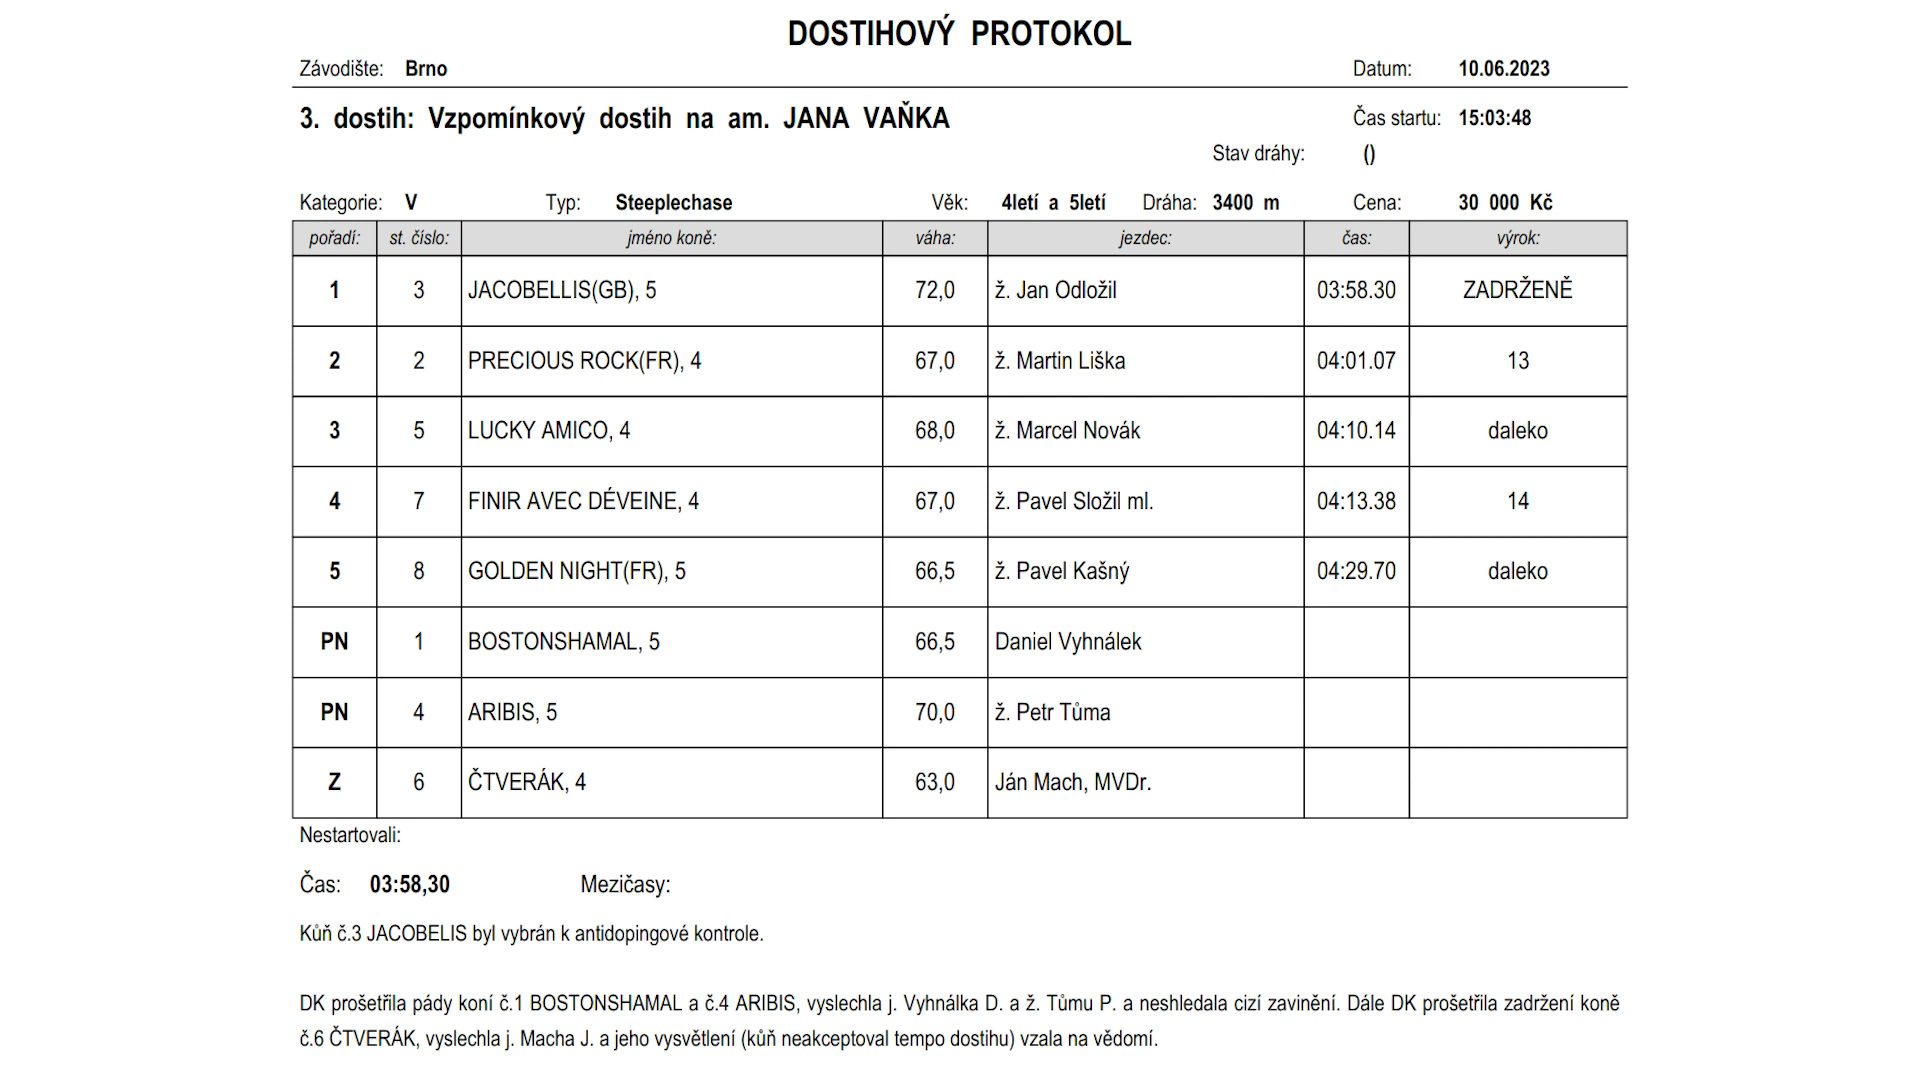 DOSTIHOVÝ PROTOKOL
Závodište: Brno Datum: 10.06.2023
3. dostih: Vzpomínkový dostih na am. JANA VAŇKA Čas startu: 15:03:48
Stav dráhy: ()
Kategorie: V Typ: Steeplechase Věk: 4letí a 5letí Dráha: 3400 m Cena: 30 000 Kč
pořadí: st. číslo: jméno koně: váha: jezdec: čas: výrok:
1 3 JACOBELLIS(GB), 5 72,0 ž. Jan Odložil 03:58.30 ZADRŽENĚ
2 2 PRECIOUS ROCK(FR), 4 67,0 ž. Martin Liška 04:01.07 13
3 5 LUCKY AMICO, 4 68,0 ž. Marcel Novák 04:10.14 daleko
4 7 FINIR AVEC DÉVEINE, 4 67,0 ž. Pavel Složil ml. 04:13.38 14
5 8 GOLDEN NIGHT(FR), 5 66,5 ž. Pavel Kašný 04:29.70 daleko
PN 1 BOSTONSHAMAL, 5 66,5 Daniel Vyhnálek
PN 4 ARIBIS, 5 70,0 ž. Petr Tůma
Z 6 ČTVERÁK, 4 63,0 Ján Mach, MVDr.
Nestartovali:
Čas: 03:58,30 Mezičasy:
Kůň č.3 JACOBELIS byl vybrán k antidopingové kontrole.
DK prošetřila pády koní č.1 BOSTONSHAMAL a č.4 ARIBIS, vyslechla j. Vyhnálka D. a ž. Tůmu P. a neshledala cizí zavinění. Dále DK prošetřila zadržení koně
č.6 ČTVERÁK, vyslechla j. Macha J. a jeho vysvětlení (kůň neakceptoval tempo dostihu) vzala na vědomí.